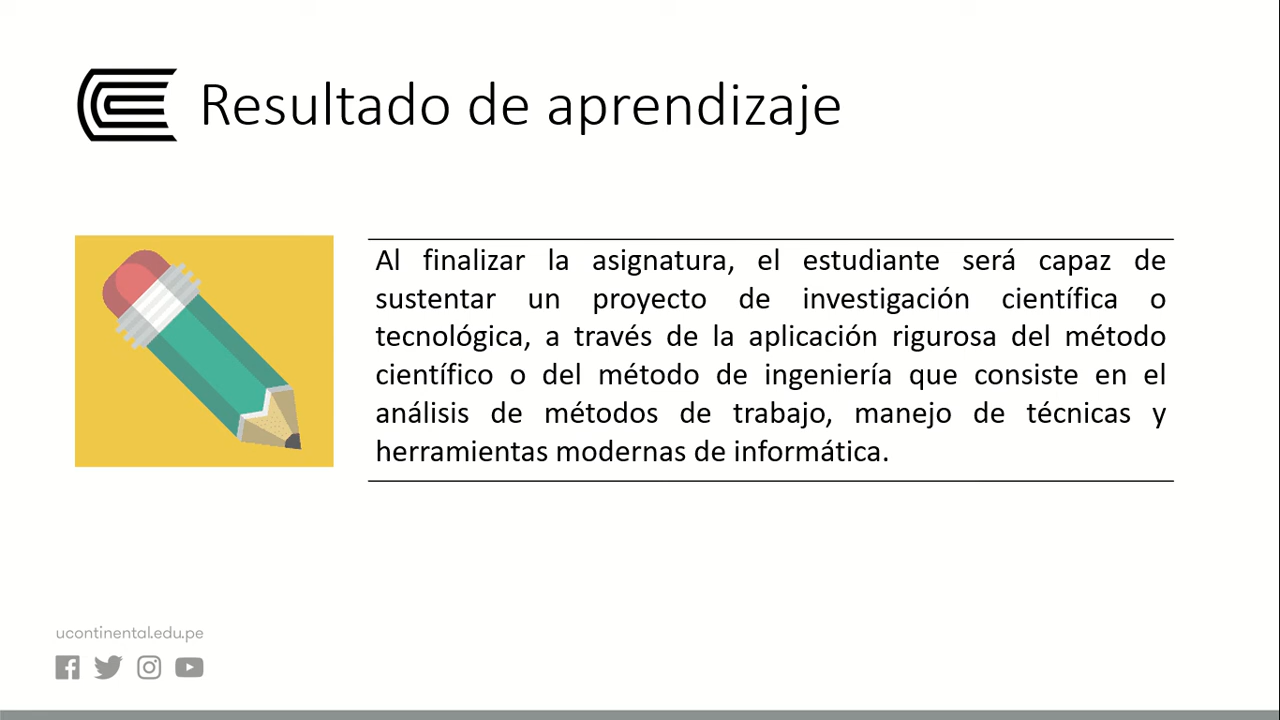 Resultado de aprendizaje
Al finalizar la asignatura, el estudiante será capaz de
sustentar un proyecto de investigación científica o
tecnológica, a través de la aplicación rigurosa del método
científico o del método de ingeniería que consiste en el
análisis de métodos de trabajo, manejo de técnicas y
herramientas modernas de informática.
ucontinental.edu.pe